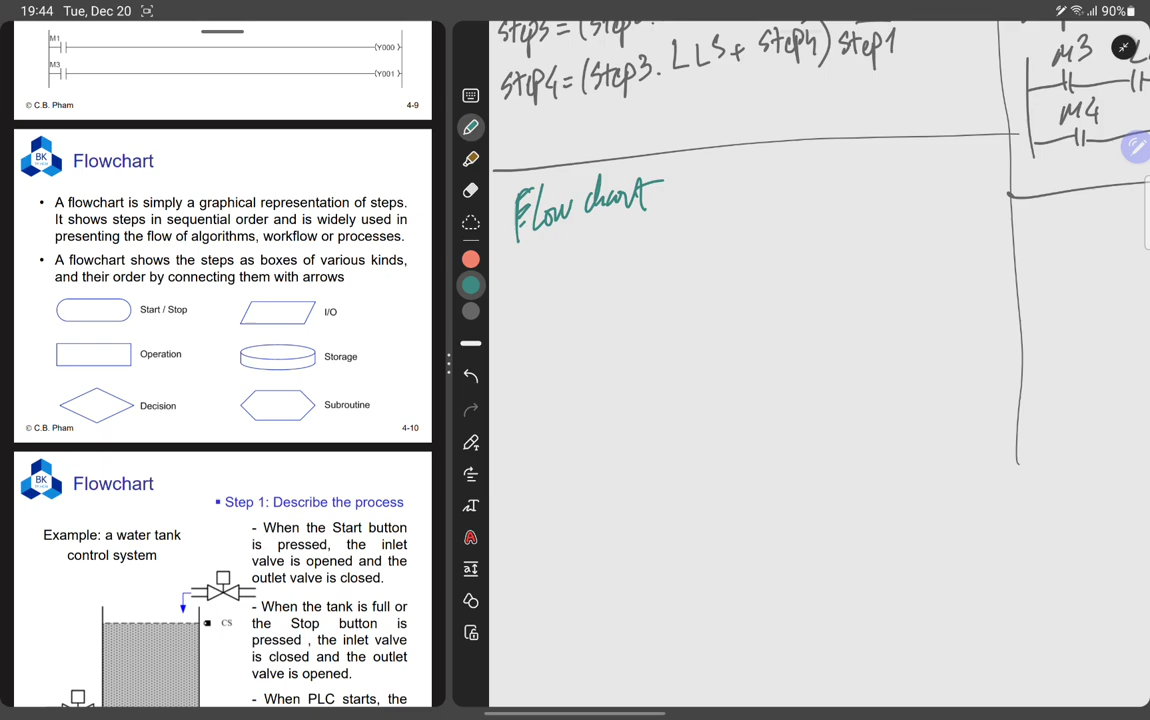 19:44 Tue, Dec 20
90%
M1
(Y000)
M3
(Y001)
© C.B. Pham
4-9
BK
Flowchart
• A flowchart is simply a graphical representation of steps.
It shows steps in sequential order and is widely used in
presenting the flow of algorithms, workflow or processes.
• A flowchart shows the steps as boxes of various kinds,
and their order by connecting them with arrows
Start / Stop
I/O
Operation
Storage
Decision
Subroutine
© C.B. Pham
4-10
BK
Flowchart
▪ Step 1: Describe the process
Example: a water tank
control system
- When the Start button
is pressed, the inlet
valve is opened and the
outlet valve is closed.
- When the tank is full or
the Stop button is
pressed , the inlet valve
is closed and the outlet
valve is opened.
- When PLC starts, the
CS
step4=(step3. LLS+ step4) step1
M3
M4
Flow chart
T
T
A
a